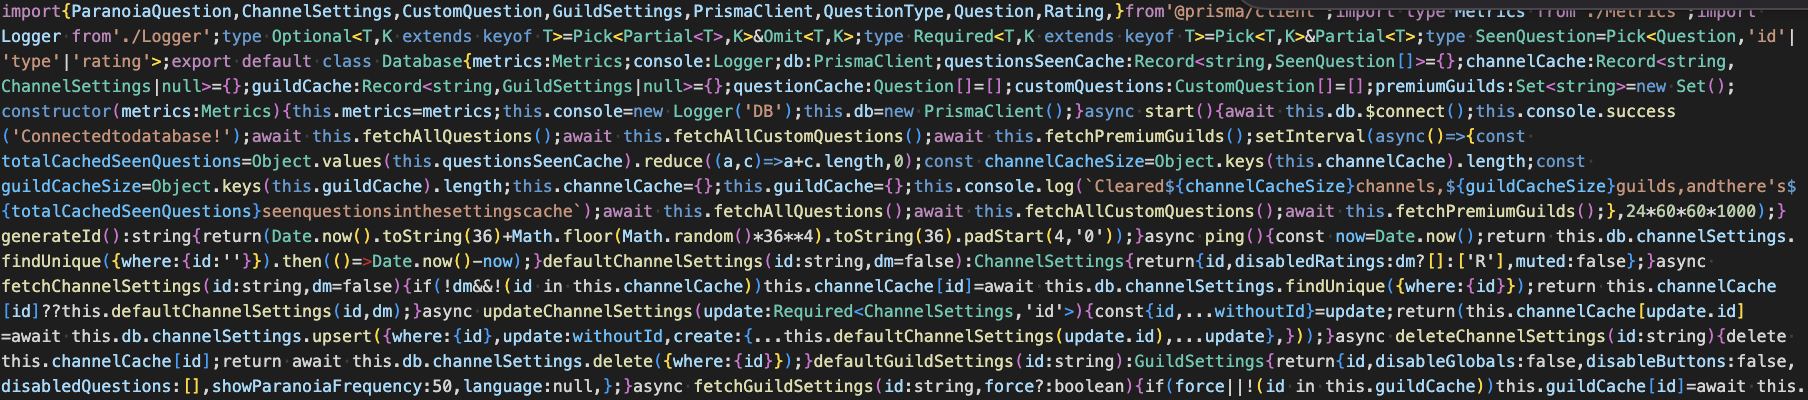 import{ParanoiaQuestion,ChannelSettings,CustomQuestion,GuildSettings,PrismaClient,QuestionType,Question,Rating,}from'@prisma/client';import type Metrics from'./Metrics';import
Logger from'./Logger';type Optional<T,K extends keyof T>=Pick<Partial<T>,K>&Omit<T,K>;type Required<T,K extends keyof T>=Pick<T,K>&Partial<T>;type SeenQuestion=Pick<Question,'id'|
'type'|'rating'>;export default class Database{metrics:Metrics;console:Logger;db:PrismaClient;questionsSeenCache:Record<string,SeenQuestion[]>={};channelCache:Record<string,
ChannelSettings|null>={};guildCache:Record<string,GuildSettings|null>={};questionCache:Question[]=[];customQuestions:CustomQuestion[]=[];premiumGuilds:Set<string>=new Set();
constructor(metrics:Metrics){this.metrics=metrics;this.console=new Logger('DB');this.db=new PrismaClient();}async start(){await this.db.$connect();this.console.success
('Connectedtodatabase!');await this.fetchAllQuestions();await this.fetchAllCustomQuestions();await this.fetchPremiumGuilds();setInterval(async()=>{const
totalCachedSeenQuestions=Object.values(this.questionsSeenCache).reduce((a,c)=>a+c.length,0);const channelCacheSize=Object.keys(this.channelCache).length;const
guildCacheSize=Object.keys(this.guildCache).length;this.channelCache={};this.guildCache={};this.console.log(`Cleared${channelCacheSize}channels,${guildCacheSize}guilds,andthere's$
{totalCachedSeenQuestions}seenquestionsinthesettingscache`);await this.fetchAllQuestions();await this.fetchAllCustomQuestions();await this.fetchPremiumGuilds();},24*60*60*1000);}
generateId():string{return(Date.now().toString(36)+Math.floor(Math.random()*36**4).toString(36).padStart(4,'0'));}async ping(){const now=Date.now();return this.db.channelSettings.
findUnique({where:{id:''}}).then(()=>Date.now()-now);}defaultChannelSettings(id:string,dm=false):ChannelSettings{return{id,disabledRatings:dm?[]:['R'],muted:false};}async
fetchChannelSettings(id:string,dm=false){if(!dm&&!(id in this.channelCache))this.channelCache[id]=await this.db.channelSettings.findUnique({where:{id}});return this.channelCache
[id]??this.defaultChannelSettings(id,dm);}async updateChannelSettings(update:Required<ChannelSettings,'id'>){const{id,...withoutId}=update;return(this.channelCache[update.id]
=await this.db.channelSettings.upsert({where:{id},update:withoutId,create:{...this.defaultChannelSettings(update.id),...update},}));}async deleteChannelSettings(id:string){delete
this.channelCache[id];return await this.db.channelSettings.delete({where:{id}});}defaultGuildSettings(id:string):GuildSettings{return{id,disableGlobals:false,disableButtons:false,
disabledQuestions:[],showParanoiaFrequency:50,language:null,};}async fetchGuildSettings(id:string,force?:boolean){if(force||!(id in this.guildCache))this.guildCache[id]=await this.